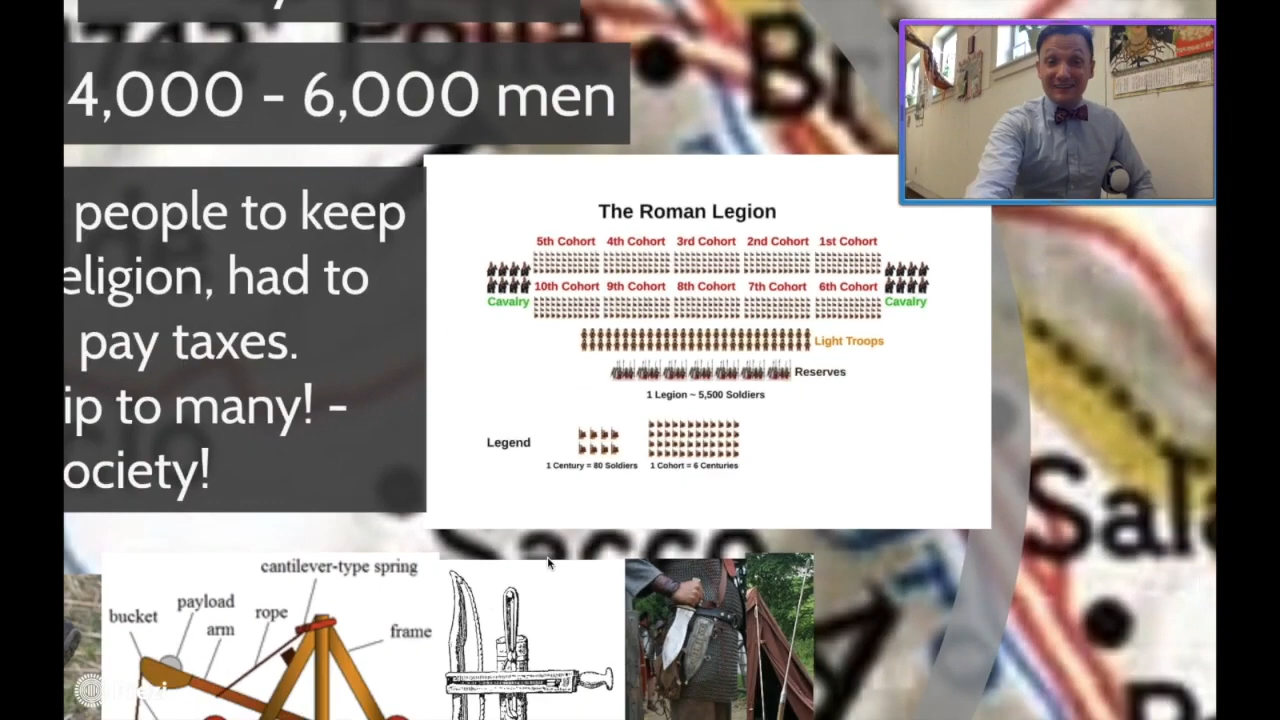 4,000 - 6,000 men
people to keep
eligion, had to
pay taxes.
ip to many! -
ociety!
The Roman Legion
5th Cohort 4th Cohort 3rd Cohort 2nd Cohort 1st Cohort
10th Cohort 9th Cohort 8th Cohort 7th Cohort 6th Cohort
Cavalry
Cavalry
Light Troops
Reserves
1 Legion ~ 5,500 Soldiers
Legend
1 Century = 80 Soldiers
1 Cohort = 6 Centuries
cantilever-type spring
payload
bucket
rope
arm
frame
Sacco
Sala
Prezi